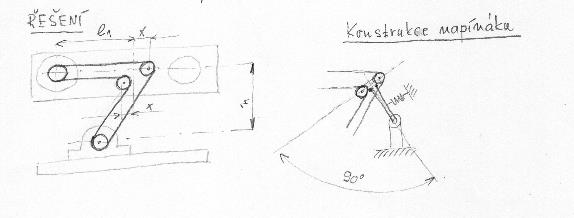 ŘEŠENÍ
l₁
x
x
Konstrukce napínáku
90°